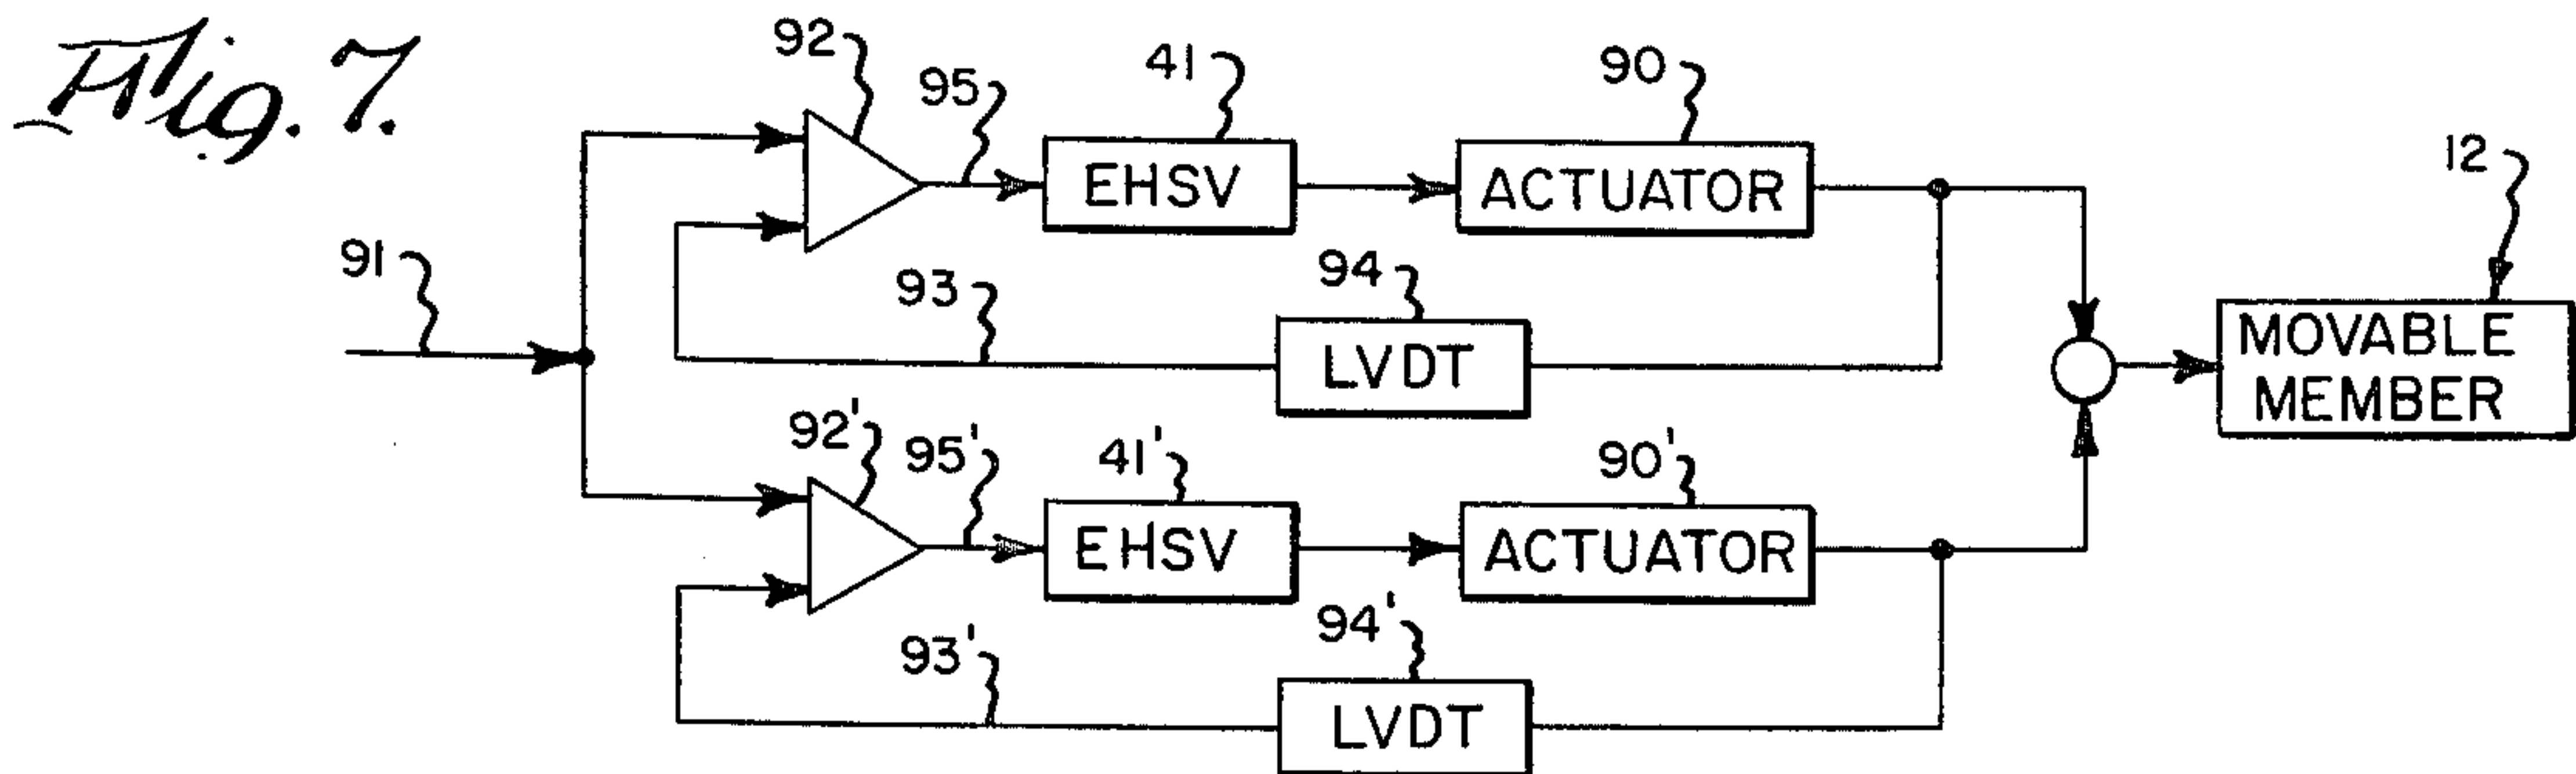 Fig. 7.
92
95
41
90
12
EHSV
ACTUATOR
91
93
94
LVDT
MOVABLE
MEMBER
92'
95'
41'
90'
EHSV
ACTUATOR
93'
94'
LVDT